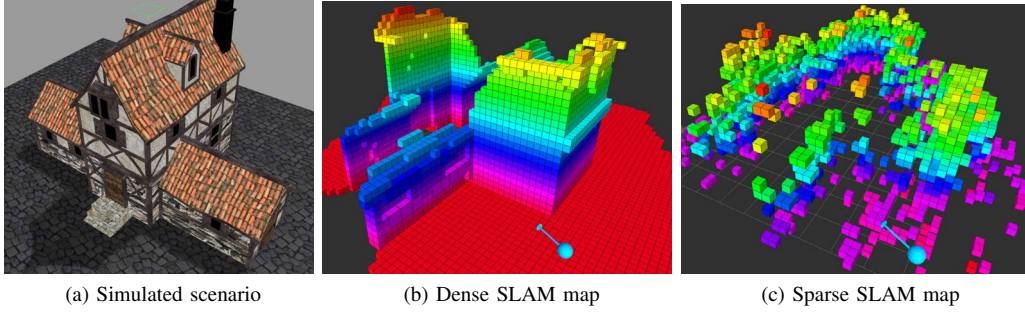 (a) Simulated scenario
(b) Dense SLAM map
(c) Sparse SLAM map